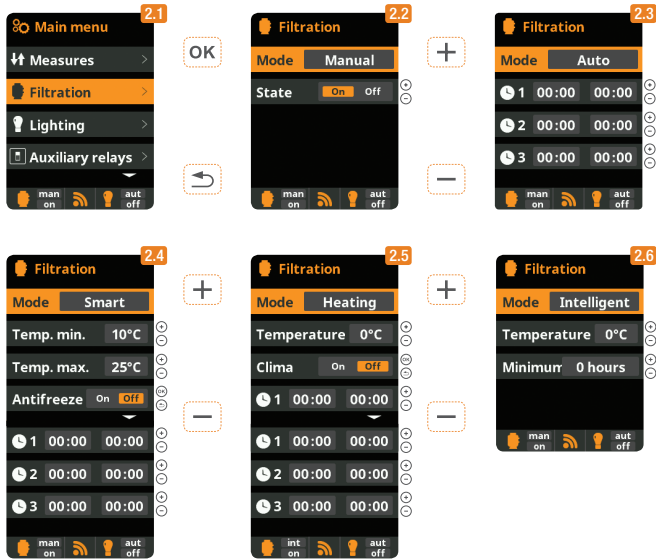 2.1
Main menu
Measures
Filtration
Lighting
Auxiliary relays
man on
aut off
OK
2.2
Filtration
Mode Manual
State On Off
man on
aut off
2.3
Filtration
Mode Auto
1 00:00 00:00
2 00:00 00:00
3 00:00 00:00
man on
aut off
2.4
Filtration
Mode Smart
Temp. min. 10°C
Temp. max. 25°C
OK
Antifreeze On Off
1 00:00 00:00
2 00:00 00:00
3 00:00 00:00
man on
aut off
2.5
Filtration
Mode Heating
Temperature 0°C
OK
Clima On Off
1 00:00 00:00
1 00:00 00:00
2 00:00 00:00
3 00:00 00:00
int on
aut off
2.6
Filtration
Mode Intelligent
Temperature 0°C
Minimum 0 hours
man on
aut off